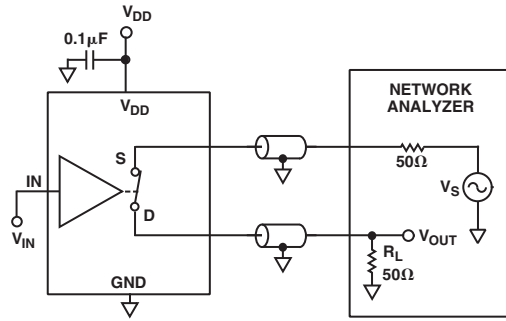 VDD
0.1µF
VDD
NETWORK
ANALYZER
S
50Ω
VS
IN
D
VIN
VOUT
RL
50Ω
GND